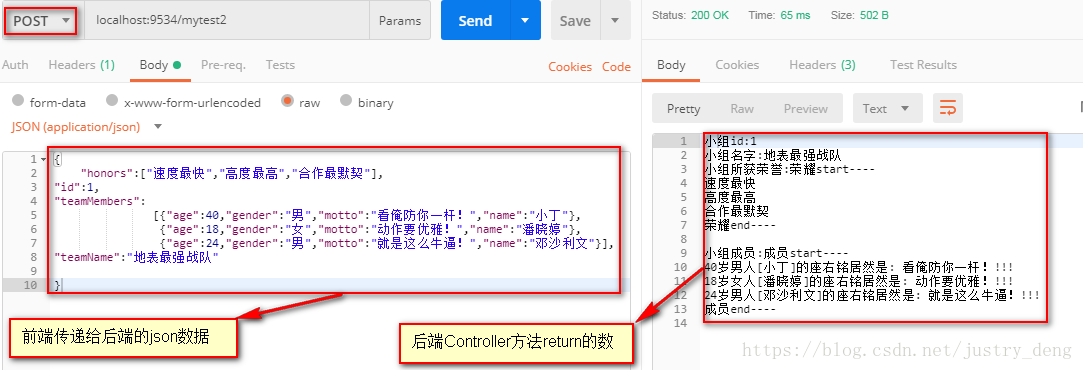 POST localhost:9534/mytest2 Params Send Save
Auth Headers (1) Body Pre-req. Tests Cookies Code
form-data x-www-form-urlencoded raw binary
JSON (application/json)
1 {
2 "honors":["速度最快","高度最高","合作最默契"],
3 "id":1,
4 "teamMembers":
5 [{"age":40,"gender":"男","motto":"看俺防你一杆！","name":"小丁"},
6 {"age":18,"gender":"女","motto":"动作要优雅！","name":"潘晓婷"},
7 {"age":24,"gender":"男","motto":"就是这么牛逼！","name":"邓沙利文"}],
8 "teamName":"地表最强战队"
9
10 }
前端传递给后端的json数据
Status: 200 OK Time: 65 ms Size: 502 B
Body Cookies Headers (3) Test Results
Pretty Raw Preview Text
1 小组id:1
2 小组名字:地表最强战队
3 小组所获荣誉:荣耀start----
4 速度最快
5 高度最高
6 合作最默契
7 荣耀end----
8
9 小组成员:成员start----
10 40岁男人[小丁]的座右铭居然是：看俺防你一杆！!!!
11 18岁女人[潘晓婷]的座右铭居然是：动作要优雅！!!!
12 24岁男人[邓沙利文]的座右铭居然是：就是这么牛逼！!!!
13 成员end----
14
后端Controller方法return的数
https://blog.csdn.net/justry_deng